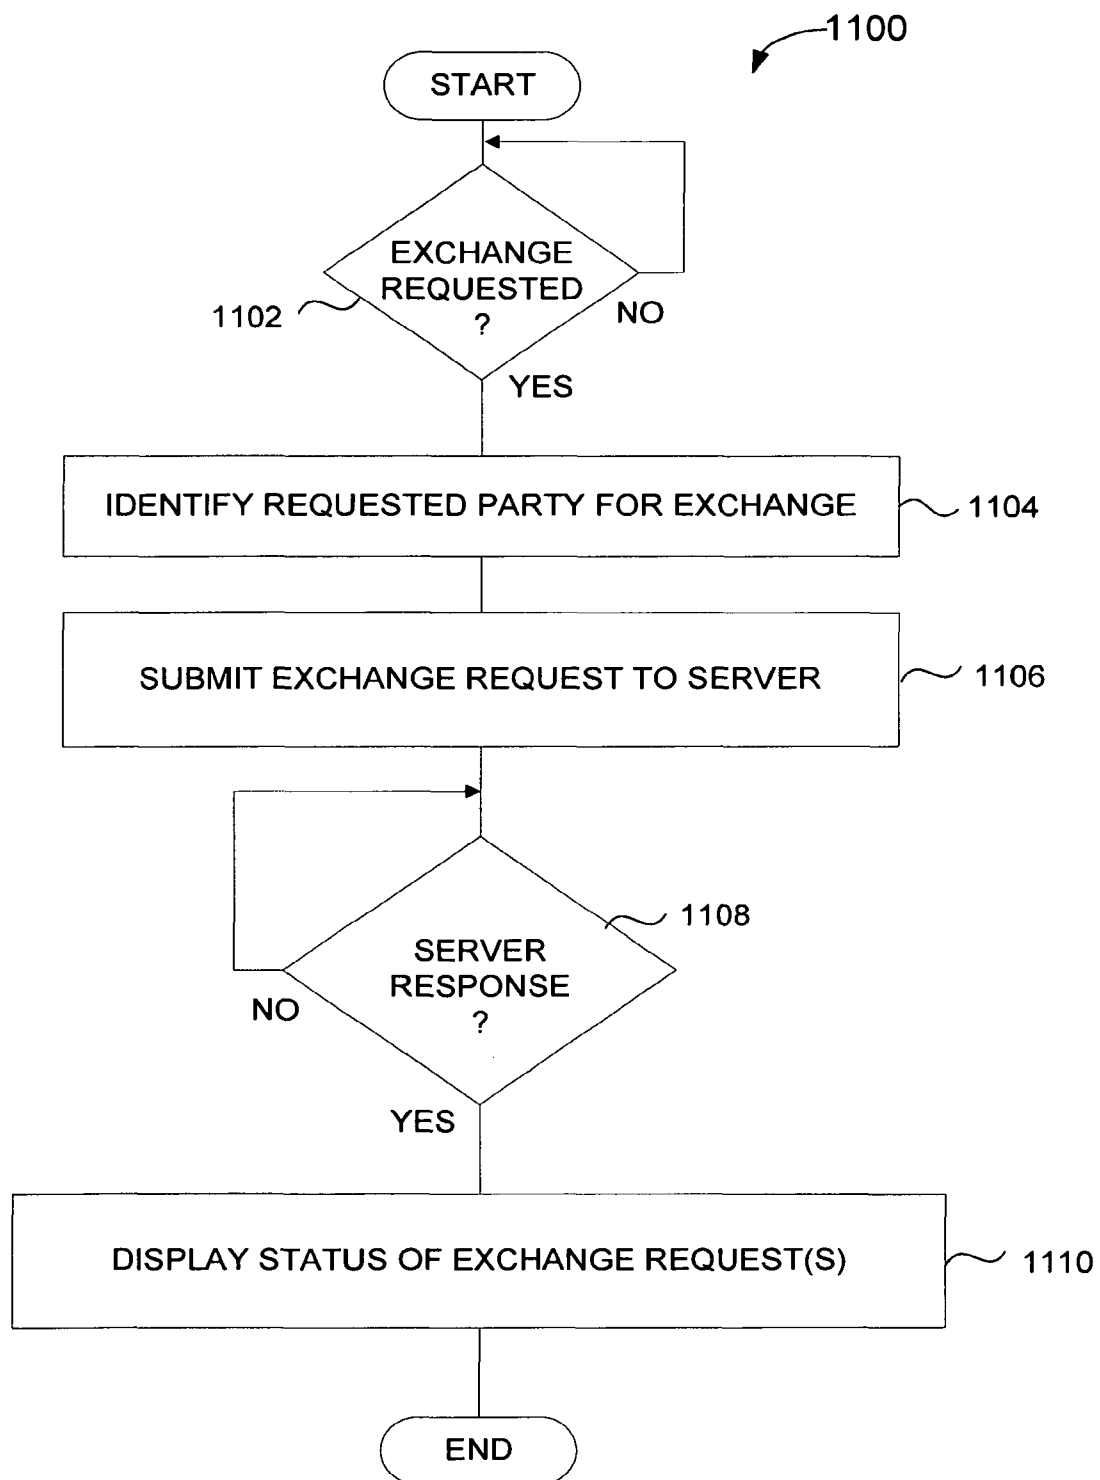 1100
START
EXCHANGE
REQUESTED
?
1102
NO
YES
IDENTIFY REQUESTED PARTY FOR EXCHANGE
1104
SUBMIT EXCHANGE REQUEST TO SERVER
1106
1108
SERVER
RESPONSE
?
NO
YES
DISPLAY STATUS OF EXCHANGE REQUEST(S)
1110
END